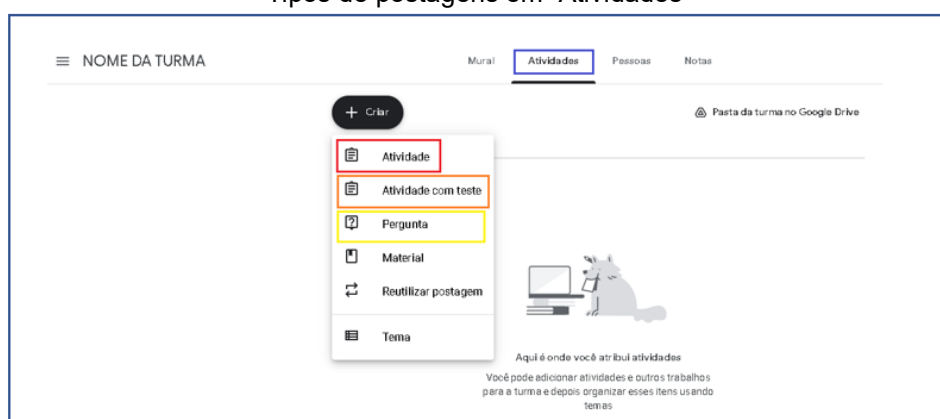 Tipos de postagens em "Atividades"
NOME DA TURMA
Mural Atividades Pessoas Notas
+ Criar
Pasta da turma no Google Drive
Atividade
Atividade com teste
Pergunta
Material
Reutilizar postagem
Tema
Aqui é onde você atribui atividades
Você pode adicionar atividades e outros trabalhos
para a turma e depois organizar esses itens usando
temas